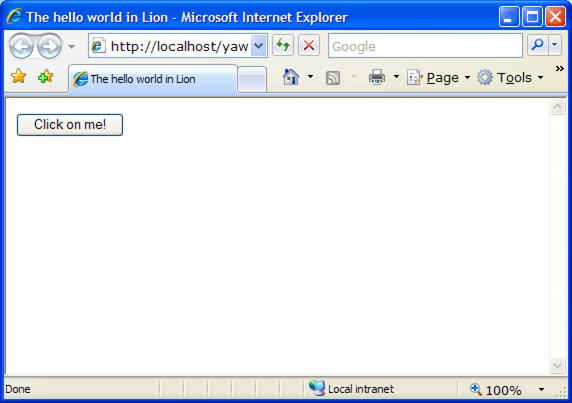 The hello world in Lion - Microsoft Internet Explorer
http://localhost/yaw
Google
The hello world in Lion
Page
Tools
»
Click on me!
Done
Local intranet
100%